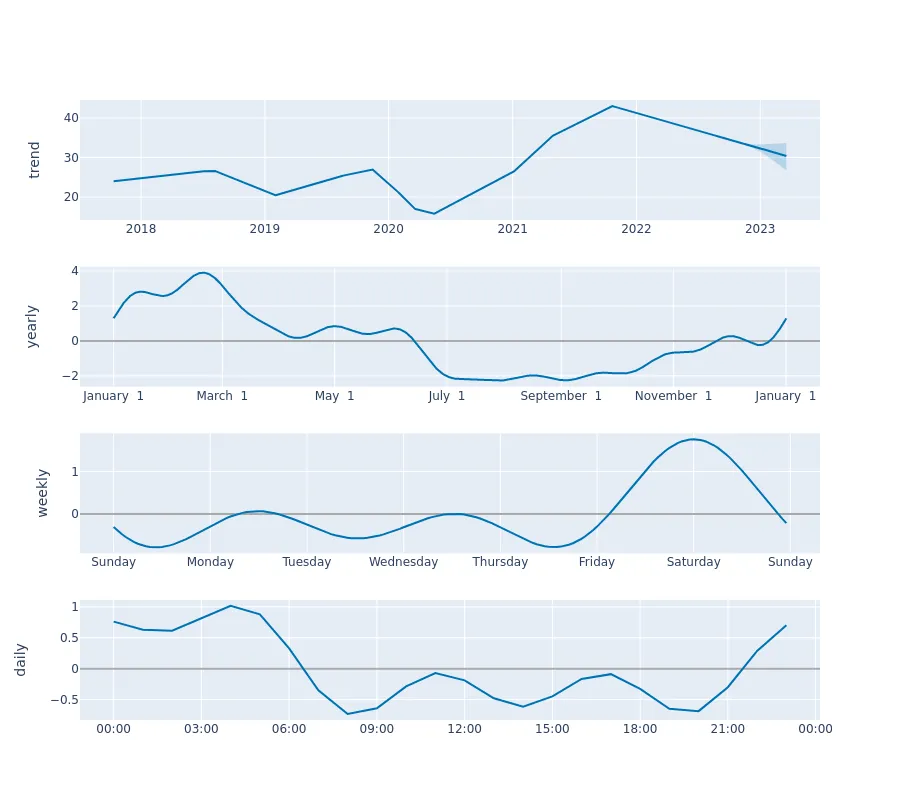 trend
40
30
20
2018 2019 2020 2021 2022 2023
yearly
4
2
0
−2
January 1 March 1 May 1 July 1 September 1 November 1 January 1
weekly
1
0
Sunday Monday Tuesday Wednesday Thursday Friday Saturday Sunday
daily
1
0.5
0
−0.5
00:00 03:00 06:00 09:00 12:00 15:00 18:00 21:00 00:00